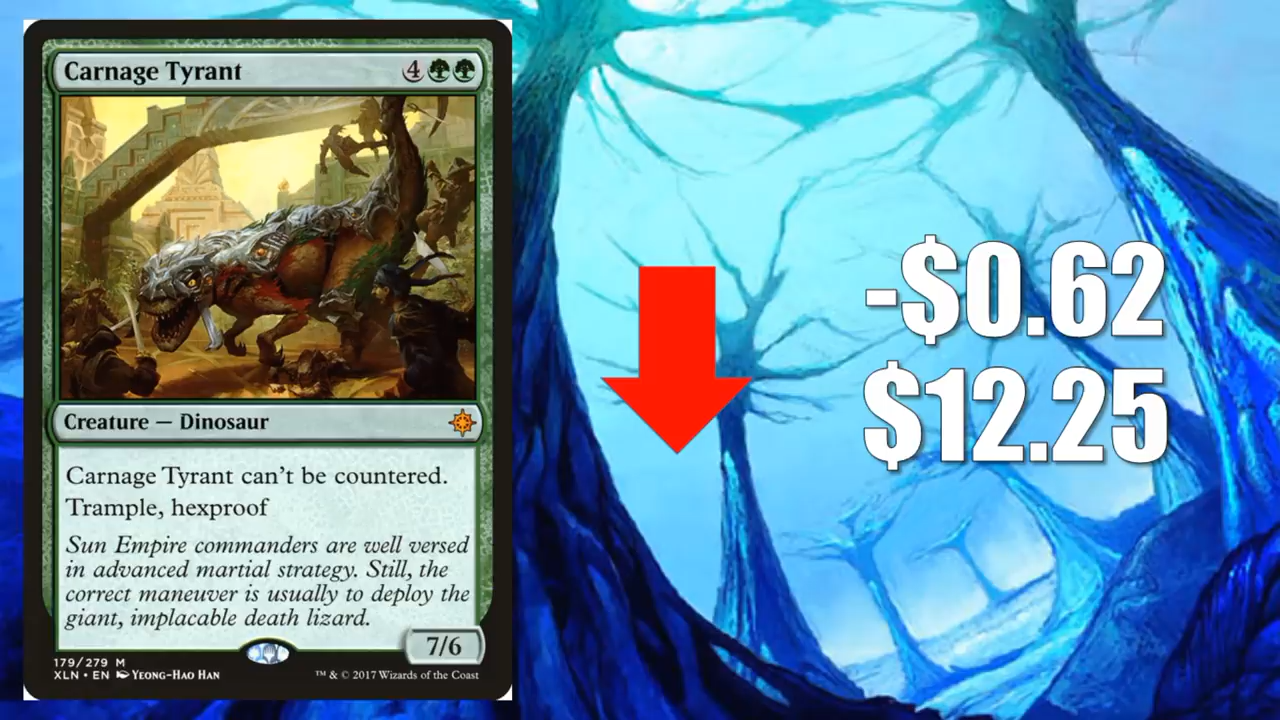 Carnage Tyrant 4
Creature — Dinosaur
Carnage Tyrant can't be countered.
Trample, hexproof
Sun Empire commanders are well versed
in advanced martial strategy. Still, the
correct maneuver is usually to deploy the
giant, implacable death lizard.
7/6
179/279 M
XLN • EN Yeong-Hao Han
™ & © 2017 Wizards of the Coast
-$0.62
$12.25